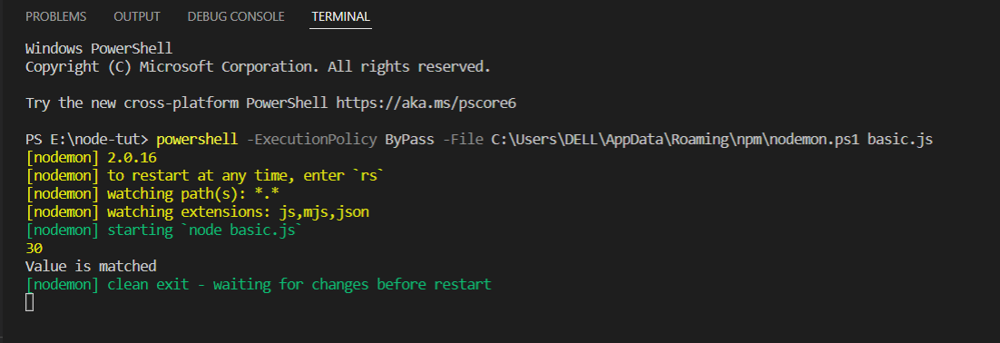 PROBLEMS OUTPUT DEBUG CONSOLE TERMINAL
Windows PowerShell
Copyright (C) Microsoft Corporation. All rights reserved.
Try the new cross-platform PowerShell https://aka.ms/pscore6
PS E:\node-tut> powershell -ExecutionPolicy ByPass -File C:\Users\DELL\AppData\Roaming\npm\nodemon.ps1 basic.js
[nodemon] 2.0.16
[nodemon] to restart at any time, enter `rs`
[nodemon] watching path(s): *.*
[nodemon] watching extensions: js,mjs,json
[nodemon] starting `node basic.js`
30
Value is matched
[nodemon] clean exit - waiting for changes before restart